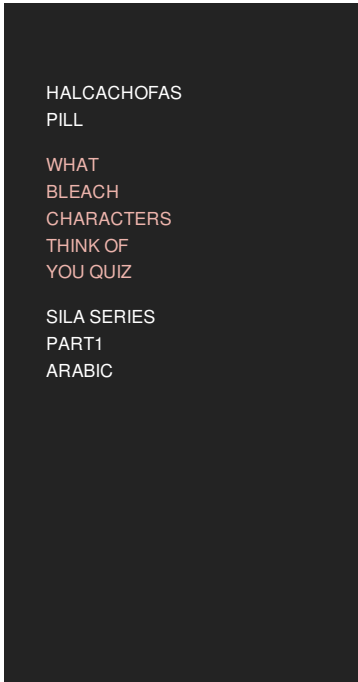 HALCACHOFAS
PILL
WHAT
BLEACH
CHARACTERS
THINK OF
YOU QUIZ
SILA SERIES
PART1
ARABIC